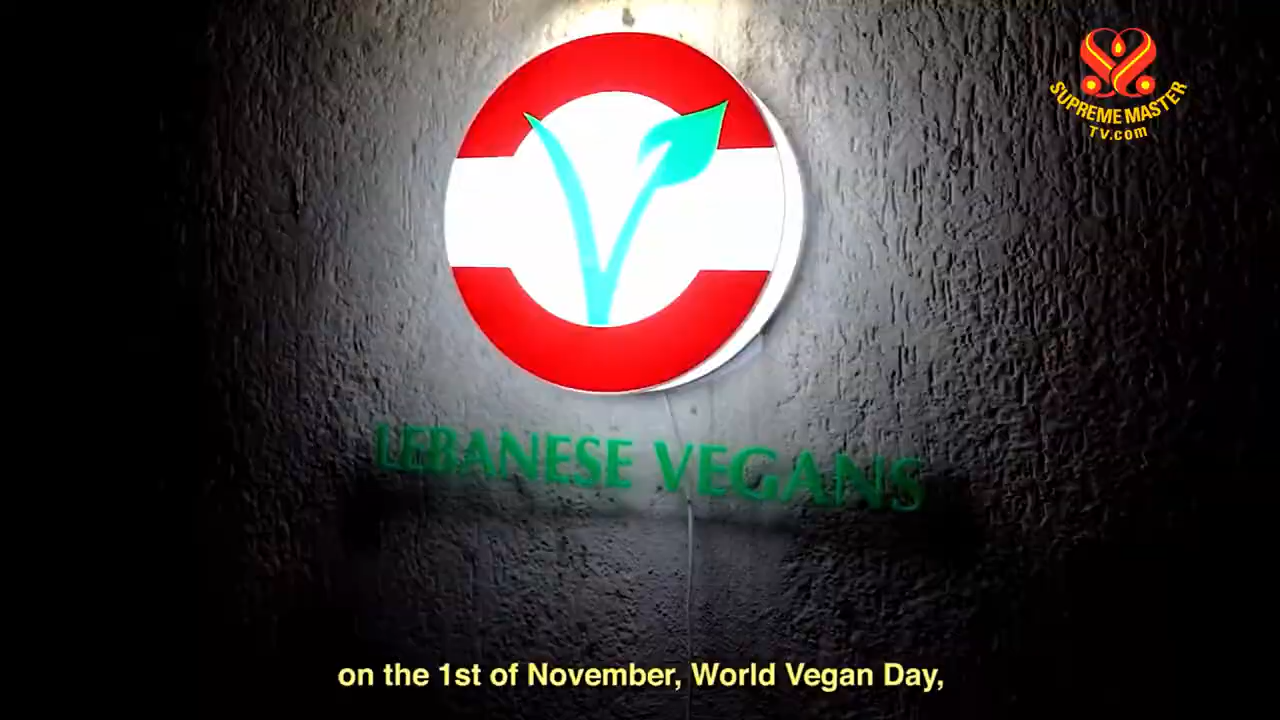 SUPREME MASTER
TV.com
LEBANESE VEGANS
on the 1st of November, World Vegan Day,